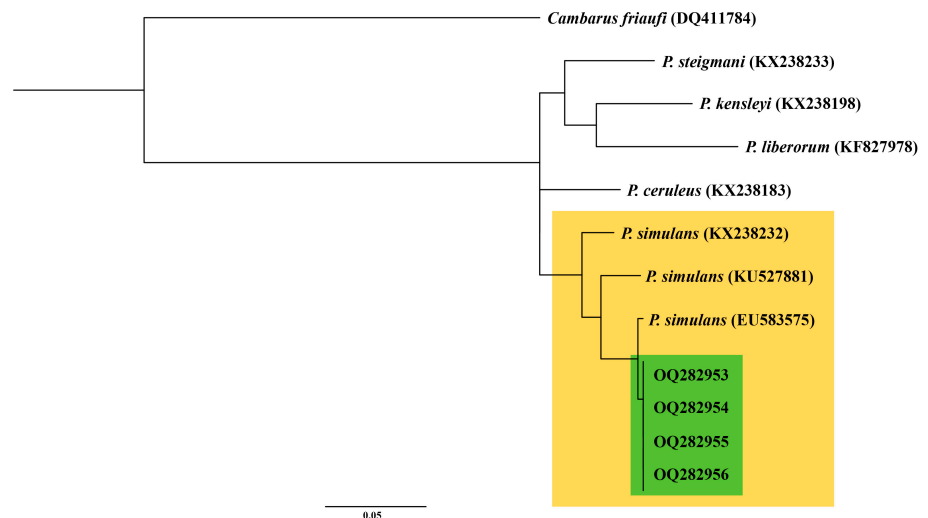 Cambarus friaufi (DQ411784)
P. steigmani (KX238233)
P. kensleyi (KX238198)
P. liberorum (KF827978)
P. ceruleus (KX238183)
P. simulans (KX238232)
P. simulans (KU527881)
P. simulans (EU583575)
OQ282953
OQ282954
OQ282955
OQ282956
0.05